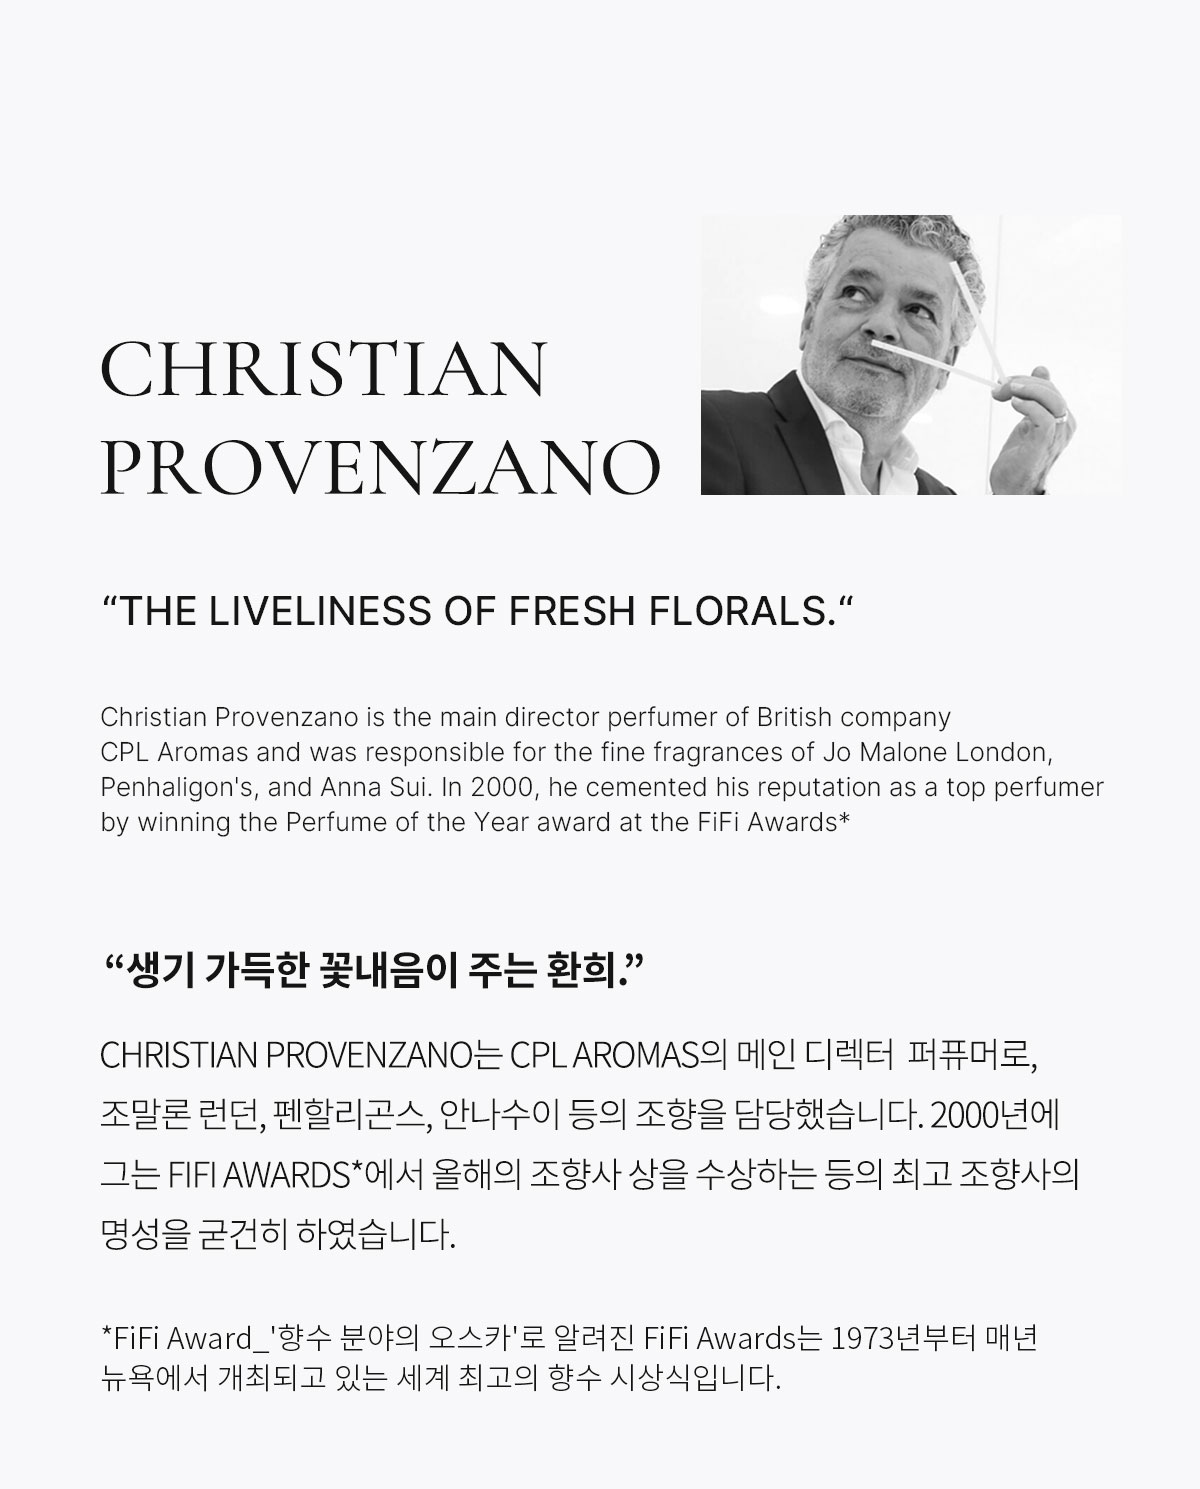 CHRISTIAN
PROVENZANO
“THE LIVELINESS OF FRESH FLORALS.“
Christian Provenzano is the main director perfumer of British company
CPL Aromas and was responsible for the fine fragrances of Jo Malone London,
Penhaligon's, and Anna Sui. In 2000, he cemented his reputation as a top perfumer
by winning the Perfume of the Year award at the FiFi Awards*
“생기 가득한 꽃내음이 주는 환희.”
CHRISTIAN PROVENZANO는 CPL AROMAS의 메인 디렉터 퍼퓨머로,
조말론 런던, 펜할리곤스, 안나수이 등의 조향을 담당했습니다. 2000년에
그는 FIFI AWARDS*에서 올해의 조향사 상을 수상하는 등의 최고 조향사의
명성을 굳건히 하였습니다.
*FiFi Award_'향수 분야의 오스카'로 알려진 FiFi Awards는 1973년부터 매년
뉴욕에서 개최되고 있는 세계 최고의 향수 시상식입니다.